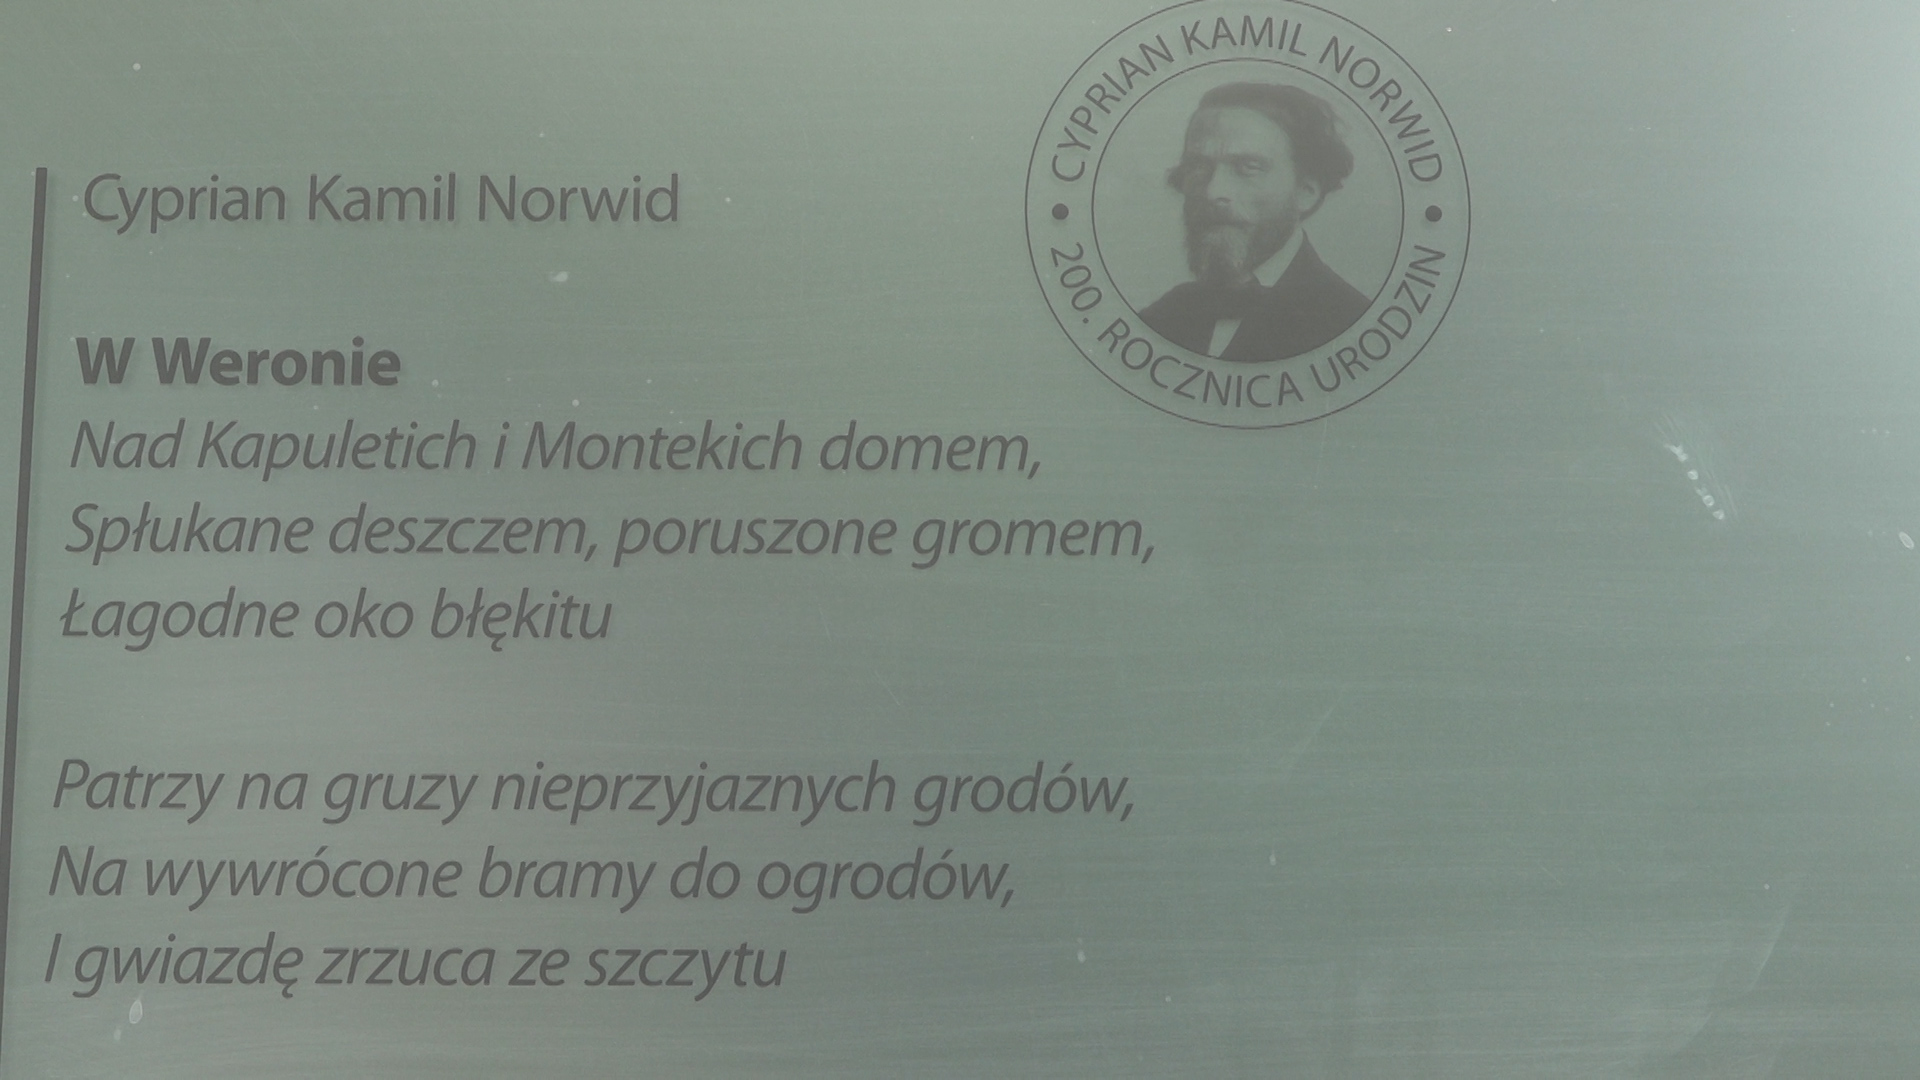 CYPRIAN KAMIL NORWID
200. ROCZNICA URODZIN
Cyprian Kamil Norwid
W Weronie
Nad Kapuletich i Montekich domem,
Spłukane deszczem, poruszone gromem,
Łagodne oko błękitu
Patrzy na gruzy nieprzyjaznych grodów,
Na wywrócone bramy do ogrodów,
I gwiazdę zrzuca ze szczytu